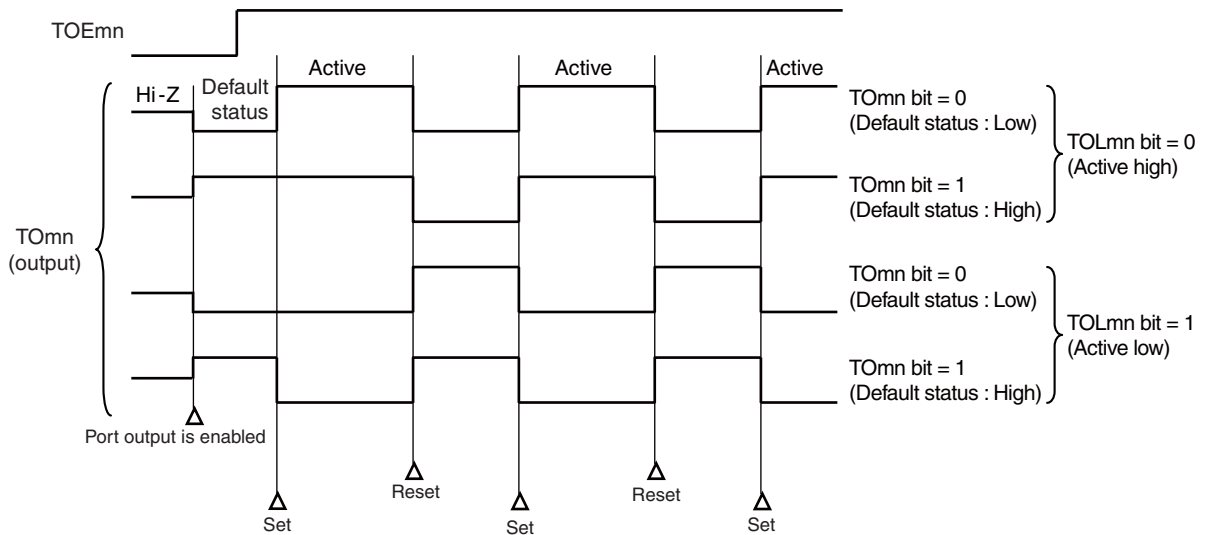 TOEmn
Active
Active
Active
Hi-Z
Default
status
TOmn bit = 0
(Default status : Low)
TOLmn bit = 0
(Active high)
TOmn bit = 1
(Default status : High)
TOmn
(output)
TOmn bit = 0
(Default status : Low)
TOLmn bit = 1
(Active low)
TOmn bit = 1
(Default status : High)
Port output is enabled
Reset
Reset
Set
Set
Set